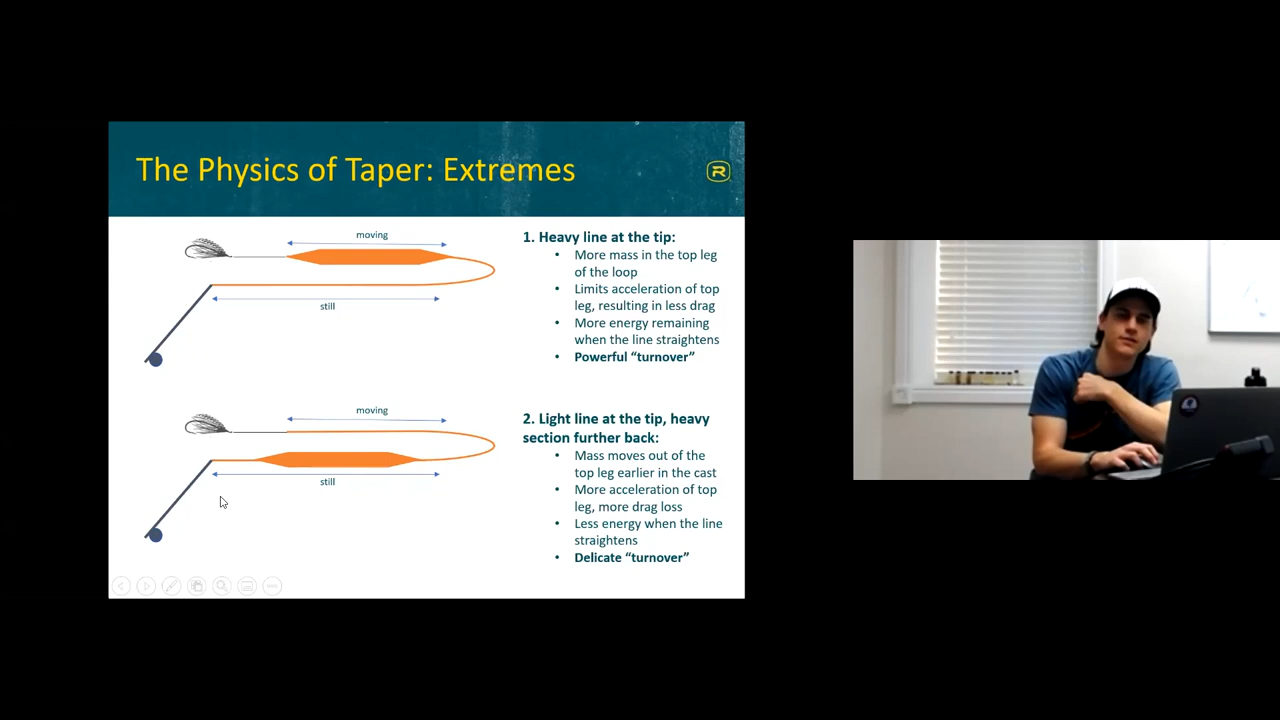 The Physics of Taper: Extremes
R
moving
still
1. Heavy line at the tip:
• More mass in the top leg
of the loop
• Limits acceleration of top
leg, resulting in less drag
• More energy remaining
when the line straightens
• Powerful “turnover”
moving
still
2. Light line at the tip, heavy
section further back:
• Mass moves out of the
top leg earlier in the cast
• More acceleration of top
leg, more drag loss
• Less energy when the line
straightens
• Delicate “turnover”